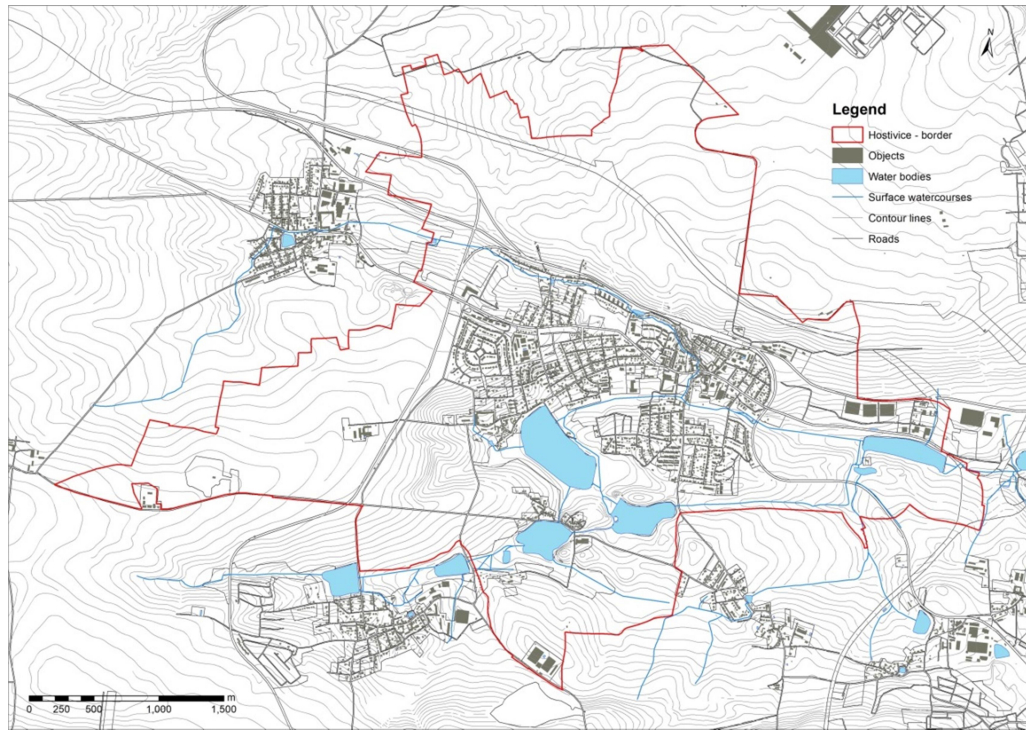 N
Legend
Hostivice - border
Objects
Water bodies
Surface watercourses
Contour lines
Roads
m
0 250 500 1,000 1,500